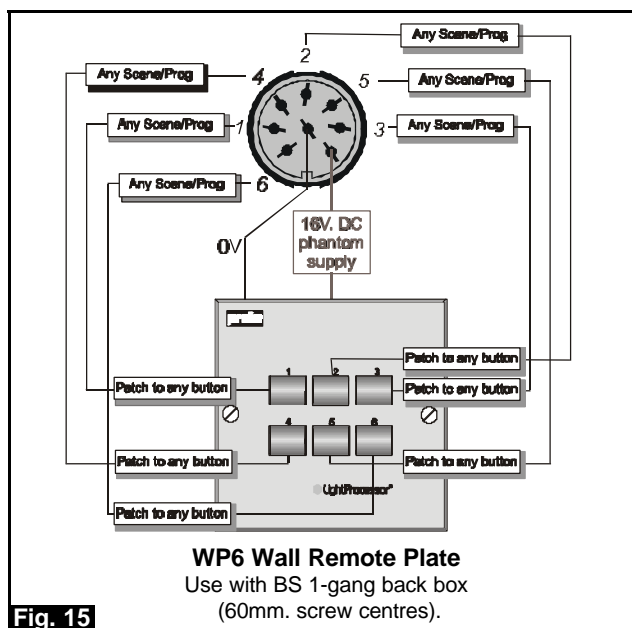 2
Any Scene/Prog
Any Scene/Prog
4
5
Any Scene/Prog
Any Scene/Prog
1
3
Any Scene/Prog
Any Scene/Prog
6
0V
16V. DC
phantom
supply
1
2
3
Patch to any button
Patch to any button
Patch to any button
4
5
6
Patch to any button
Patch to any button
LightProcessor
Patch to any button
WP6 Wall Remote Plate
Use with BS 1-gang back box
(60mm. screw centres).
Fig. 15